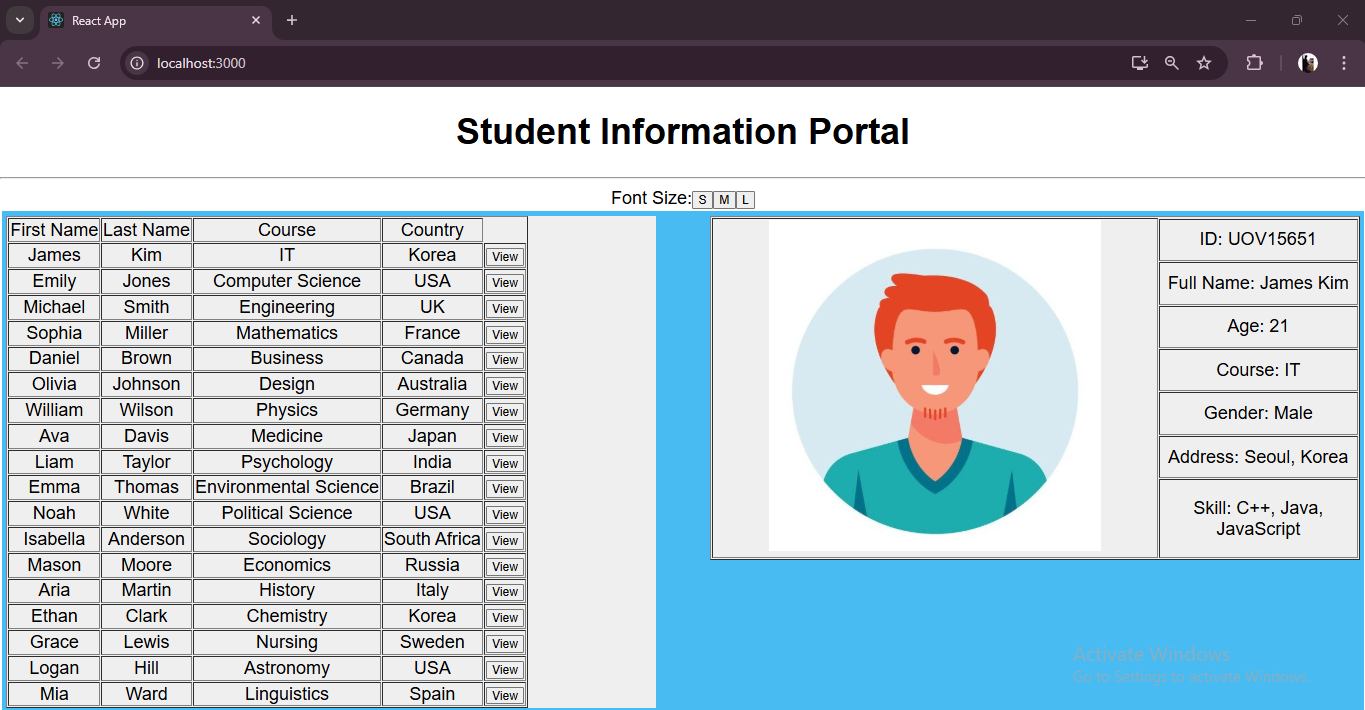 React App
localhost:3000
Student Information Portal
Font Size: S M L
First Name Last Name Course Country
James Kim IT Korea View
Emily Jones Computer Science USA View
Michael Smith Engineering UK View
Sophia Miller Mathematics France View
Daniel Brown Business Canada View
Olivia Johnson Design Australia View
William Wilson Physics Germany View
Ava Davis Medicine Japan View
Liam Taylor Psychology India View
Emma Thomas Environmental Science Brazil View
Noah White Political Science USA View
Isabella Anderson Sociology South Africa View
Mason Moore Economics Russia View
Aria Martin History Italy View
Ethan Clark Chemistry Korea View
Grace Lewis Nursing Sweden View
Logan Hill Astronomy USA View
Mia Ward Linguistics Spain View
ID: UOV15651
Full Name: James Kim
Age: 21
Course: IT
Gender: Male
Address: Seoul, Korea
Skill: C++, Java,
JavaScript
Activate Windows
Go to Settings to activate Windows.